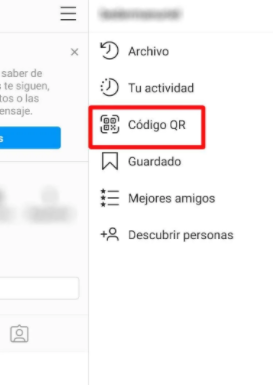 saber de
te siguen,
tos o las
ensaje.
s
Archivo
Tu actividad
Código QR
Guardado
Mejores amigos
Descubrir personas